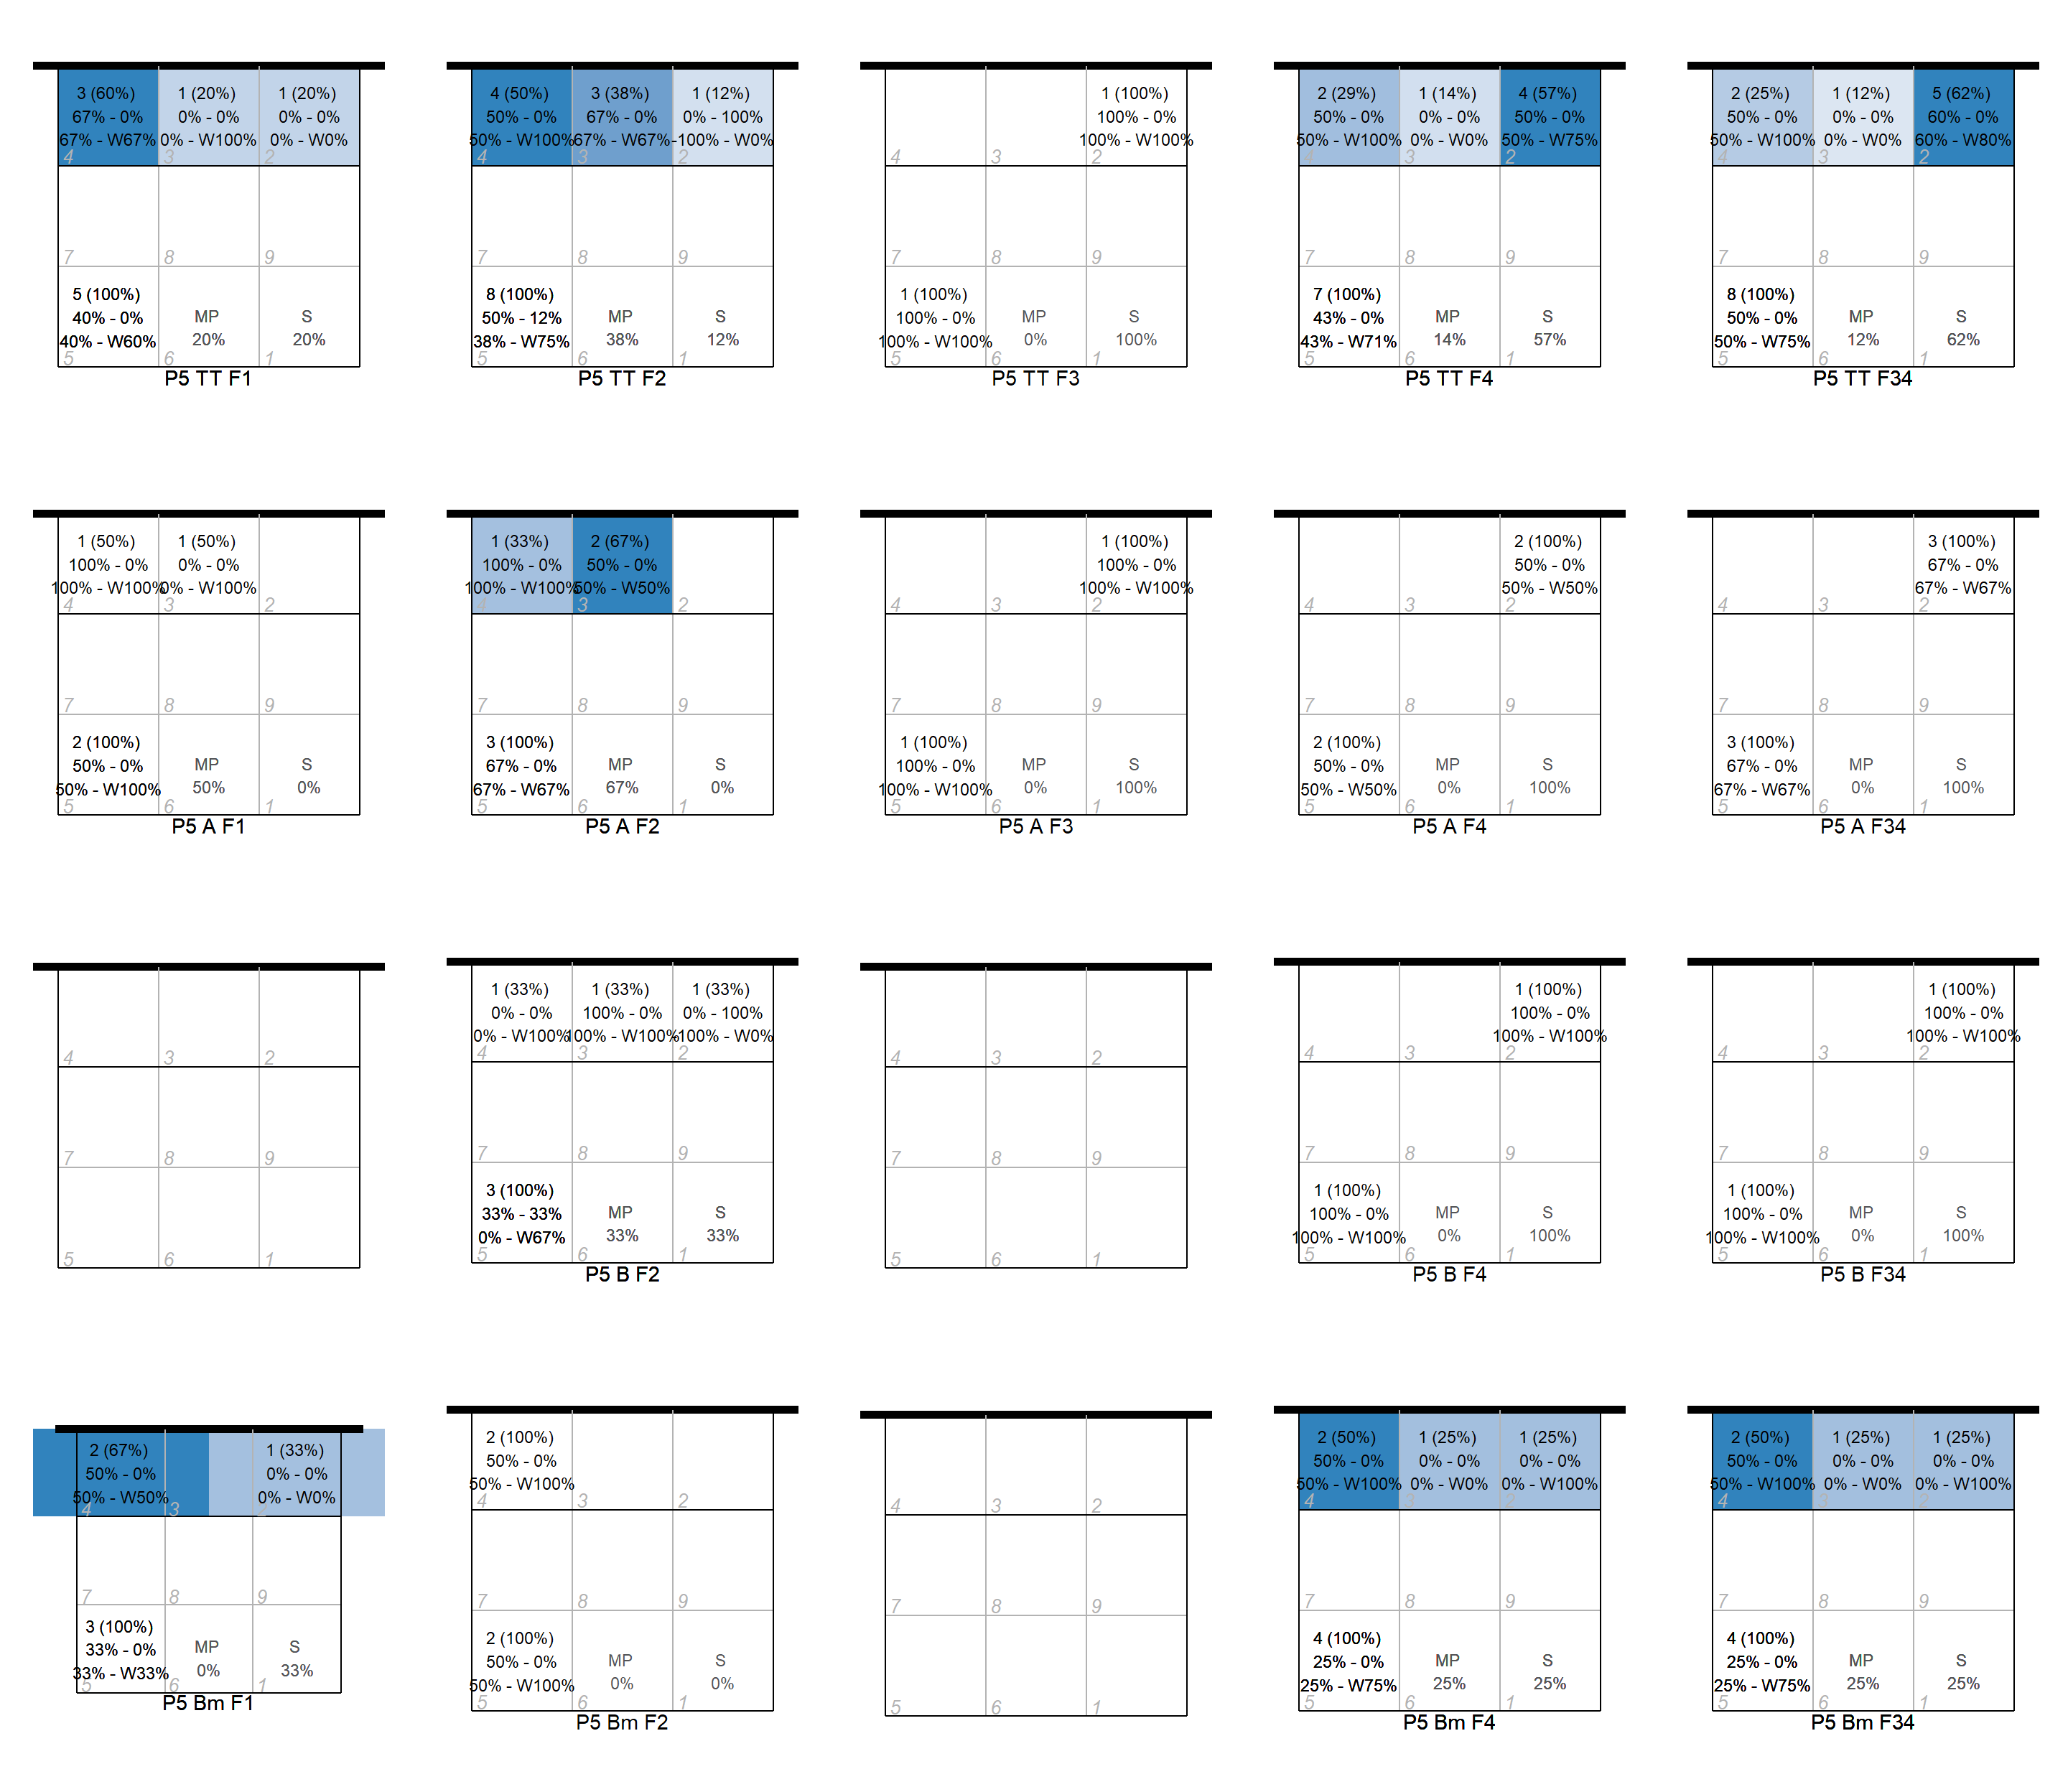 3 (60%) 1 (20%) 1 (20%)
67% - 0% 0% - 0% 0% - 0%
67% - W67% 0% - W100% 0% - W0%
4 3 2
7 8 9
5 (100%)
40% - 0% MP S
40% - W60% 20% 20%
5 6 1
P5 TT F1
4 (50%) 3 (38%) 1 (12%)
50% - 0% 67% - 0% 0% - 100%
50% - W100% 67% - W67% -100% - W0%
4 3 2
7 8 9
8 (100%)
50% - 12% MP S
38% - W75% 38% 12%
5 6 1
P5 TT F2
1 (100%)
100% - 0%
100% - W100%
4 3 2
7 8 9
1 (100%)
100% - 0% MP S
100% - W100% 0% 100%
5 6 1
P5 TT F3
2 (29%) 1 (14%) 4 (57%)
50% - 0% 0% - 0% 50% - 0%
50% - W100% 0% - W0% 50% - W75%
4 3 2
7 8 9
7 (100%)
43% - 0% MP S
43% - W71% 14% 57%
5 6 1
P5 TT F4
2 (25%) 1 (12%) 5 (62%)
50% - 0% 0% - 0% 60% - 0%
50% - W100% 0% - W0% 60% - W80%
4 3 2
7 8 9
8 (100%)
50% - 0% MP S
50% - W75% 12% 62%
5 6 1
P5 TT F34
1 (50%) 1 (50%)
100% - 0% 0% - 0%
100% - W100% 0% - W100%
4 3 2
7 8 9
2 (100%)
50% - 0% MP S
50% - W100% 50% 0%
5 6 1
P5 A F1
1 (33%) 2 (67%)
100% - 0% 50% - 0%
100% - W100% 50% - W50%
4 3 2
7 8 9
3 (100%)
67% - 0% MP S
67% - W67% 67% 0%
5 6 1
P5 A F2
1 (100%)
100% - 0%
100% - W100%
4 3 2
7 8 9
1 (100%)
100% - 0% MP S
100% - W100% 0% 100%
5 6 1
P5 A F3
2 (100%)
50% - 0%
50% - W50%
4 3 2
7 8 9
2 (100%)
50% - 0% MP S
50% - W50% 0% 100%
5 6 1
P5 A F4
3 (100%)
67% - 0%
67% - W67%
4 3 2
7 8 9
3 (100%)
67% - 0% MP S
67% - W67% 0% 100%
5 6 1
P5 A F34
4 3 2
7 8 9
5 6 1
1 (33%) 1 (33%) 1 (33%)
0% - 0% 100% - 0% 0% - 100%
0% - W100% 100% - W100% -100% - W0%
4 3 2
7 8 9
3 (100%)
33% - 33% MP S
0% - W67% 33% 33%
5 6 1
P5 B F2
4 3 2
7 8 9
5 6 1
1 (100%)
100% - 0%
100% - W100%
4 3 2
7 8 9
1 (100%)
100% - 0% MP S
100% - W100% 0% 100%
5 6 1
P5 B F4
1 (100%)
100% - 0%
100% - W100%
4 3 2
7 8 9
1 (100%)
100% - 0% MP S
100% - W100% 0% 100%
5 6 1
P5 B F34
2 (67%) 1 (33%)
50% - 0% 0% - 0%
50% - W50% 0% - W0%
4 3 2
7 8 9
3 (100%)
33% - 0% MP S
33% - W33% 0% 33%
5 6 1
P5 Bm F1
2 (100%)
50% - 0%
50% - W100%
4 3 2
7 8 9
2 (100%)
50% - 0% MP S
50% - W100% 0% 0%
5 6 1
P5 Bm F2
4 3 2
7 8 9
5 6 1
2 (50%) 1 (25%) 1 (25%)
50% - 0% 0% - 0% 0% - 0%
50% - W100% 0% - W0% 0% - W100%
4 3 2
7 8 9
4 (100%)
25% - 0% MP S
25% - W75% 25% 25%
5 6 1
P5 Bm F4
2 (50%) 1 (25%) 1 (25%)
50% - 0% 0% - 0% 0% - 0%
50% - W100% 0% - W0% 0% - W100%
4 3 2
7 8 9
4 (100%)
25% - 0% MP S
25% - W75% 25% 25%
5 6 1
P5 Bm F34